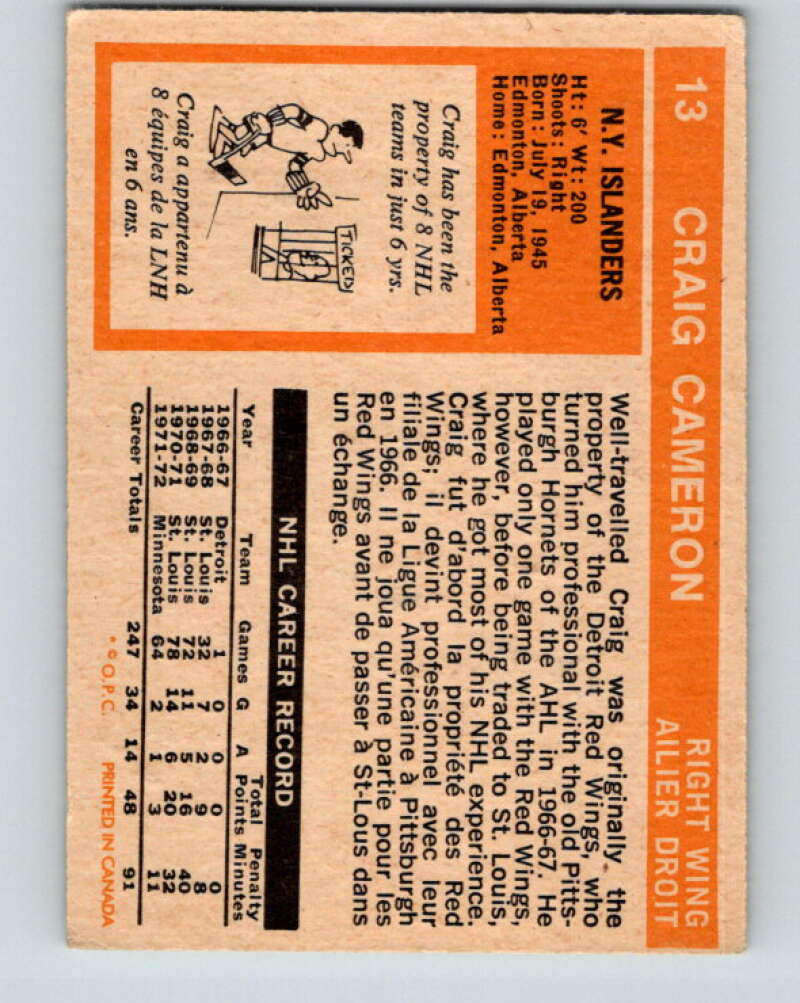 13 CRAIG CAMERON
RIGHT WING
AILIER DROIT
N.Y. ISLANDERS
Ht: 6' Wt: 200
Shoots: Right
Born: July 19, 1945
Edmonton, Alberta
Home: Edmonton, Alberta
Craig has been the
property of 8 NHL
teams in just 6 yrs.
TICKETS
Craig a appartenu à
8 équipes de la LNH
en 6 ans.
Well-travelled Craig was originally the
property of the Detroit Red Wings, who
turned him professional with the old Pitts-
burgh Hornets of the AHL in 1966-67. He
played only one game with the Red Wings,
however, before being traded to St. Louis,
where he got most of his NHL experience.
Craig fut d'abord la propriété des Red
Wings; il devint professionnel avec leur
filiale de la Ligue Américaine à Pittsburgh
en 1966. Il ne joua qu'une partie pour les
Red Wings avant de passer à St-Lous dans
un échange.
NHL CAREER RECORD
Total Penalty
Year Team Games G A Points Minutes
1966-67 Detroit 1 0 0 0 0
1967-68 St. Louis 32 7 2 9 8
1968-69 St. Louis 72 11 5 16 40
1970-71 St. Louis 78 14 6 20 32
1971-72 Minnesota 64 2 1 3 11
Career Totals 247 34 14 48 91
* © O.P.C. PRINTED IN CANADA